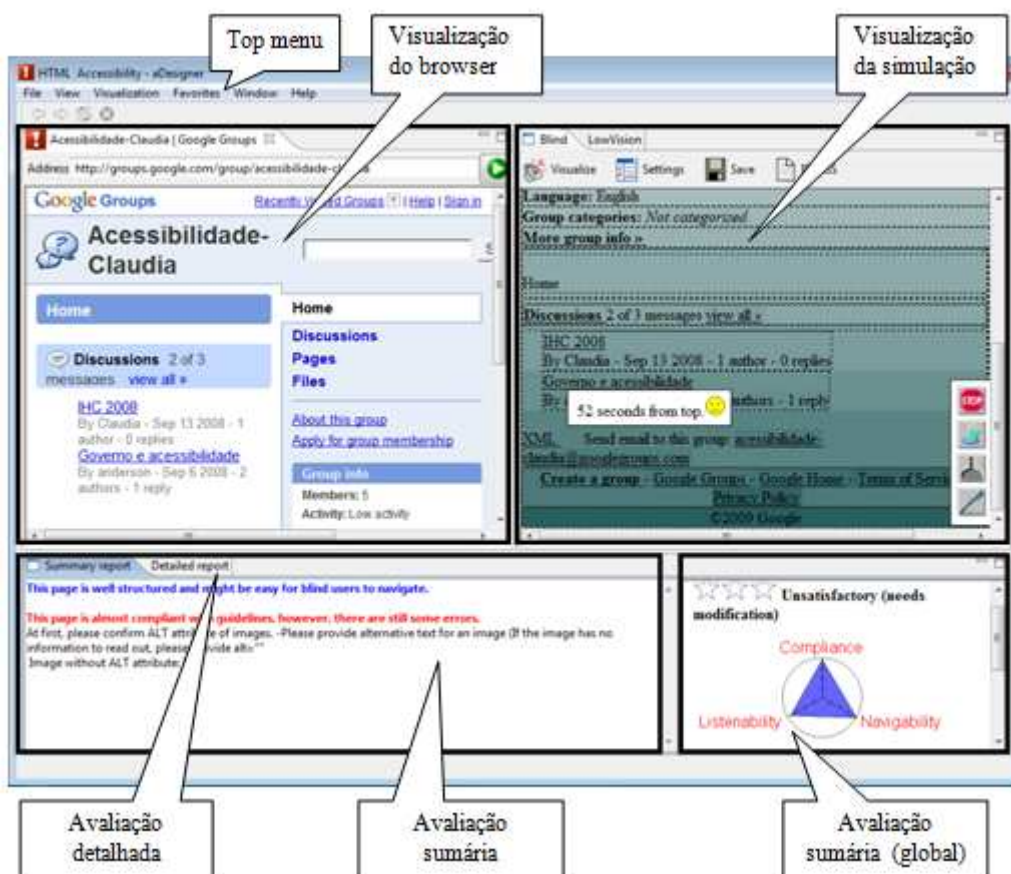 Top menu
Visualização
do browser
Visualização
da simulação
HTML Accessibility - aDesigner
File View Visualization Favorites Window Help
Acessibilidade-Claudia | Google Groups
Address http://groups.google.com/group/acessibilidade-c
Google Groups
Recently Visited Groups | Help | Sign in
Acessibilidade-
Claudia
Home
Discussions 2 of 3
messages view all »
IHC 2008
By Claudia - Sep 13 2008 - 1
author - 0 replies
Governo e acessibilidade
By anderson - Sep 6 2008 - 2
authors - 1 reply
Home
Discussions
Pages
Files
About this group
Apply for group membership
Group info
Members: 5
Activity: Low activity
Blind LowVision
Visualize Settings Save
Language: English
Group categories: Not categorized
More group info »
Home
Discussions 2 of 3 messages view all »
IHC 2008
By Claudia - Sep 13 2008 - 1 author - 0 replies
Governo e acessibilidade
By authors - 1 reply
52 seconds from top.
STOP
XML Send email to this group: acessibilidade-
claudia@googlegroups.com
Create a group - Google Groups - Google Home - Terms of Servi
Privacy Policy
©2009 Google
Summary report Detailed report
This page is well structured and might be easy for blind users to navigate.
This page is almost compliant with guidelines, however, there are still some errors.
At first, please confirm ALT attribute of images. -Please provide alternative text for an image (If the image has no
information to read out, please provide alt=""
Image without ALT attribute:
Unsatisfactory (needs
modification)
Compliance
Listenability Navigability
Avaliação
detalhada
Avaliação
sumária
Avaliação
sumária (global)